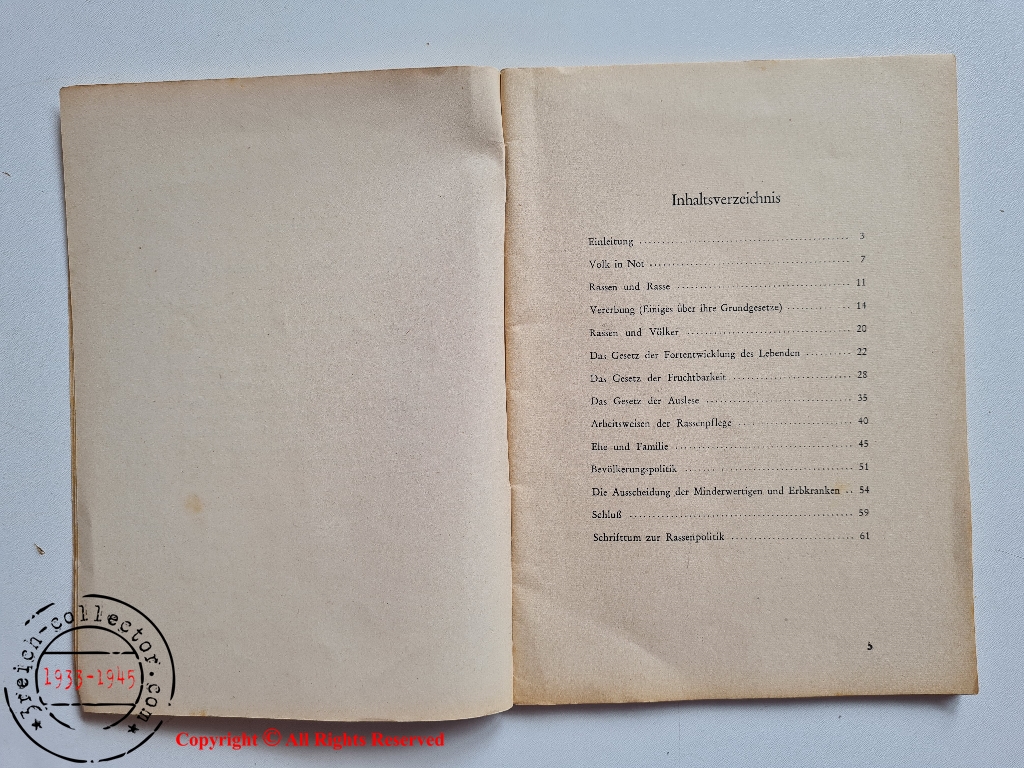 Inhaltsverzeichnis
Einleitung 3
Volk in Not 7
Rassen und Rasse 11
Vererbung (Einiges über ihre Grundgesetze) 14
Rassen und Völker 20
Das Gesetz der Fortentwicklung des Lebenden 22
Das Gesetz der Fruchtbarkeit 28
Das Gesetz der Auslese 35
Arbeitsweisen der Rassenpflege 40
Ehe und Familie 45
Bevölkerungspolitik 51
Die Ausscheidung der Minderwertigen und Erbkranken 54
Schluß 59
Schrifttum zur Rassenpolitik 61
5
3reich-collector.com
1933-1945
Copyright © All Rights Reserved